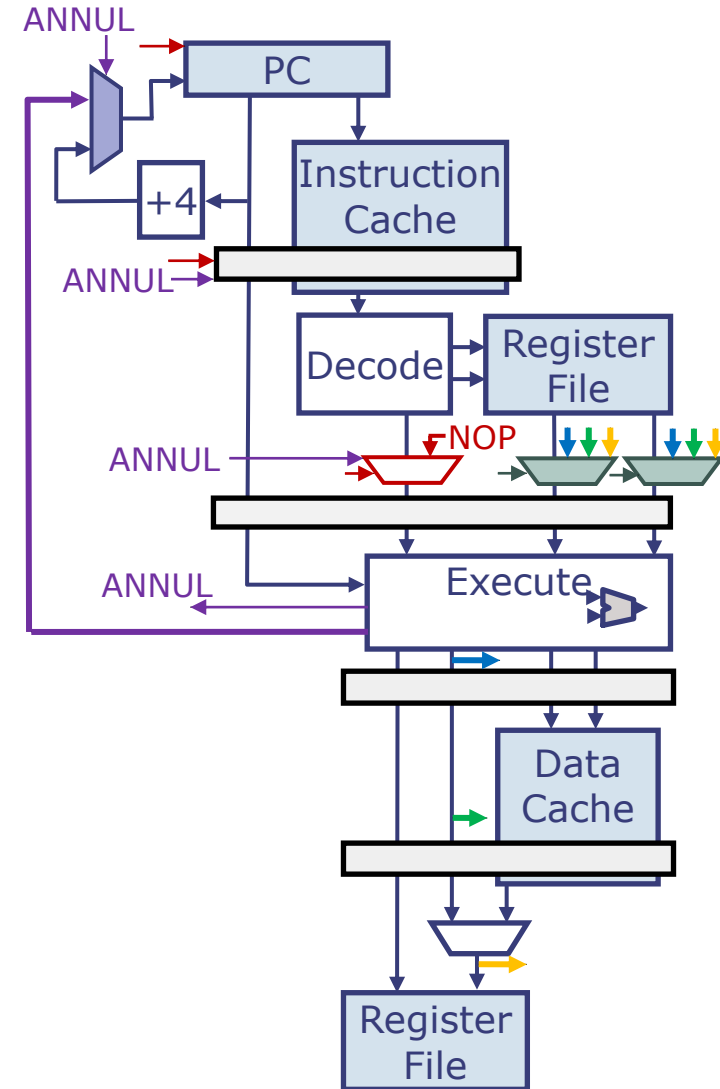 ANNUL
PC
+4
Instruction
Cache
ANNUL
Decode
Register
File
NOP
ANNUL
Execute
ANNUL
Data
Cache
Register
File